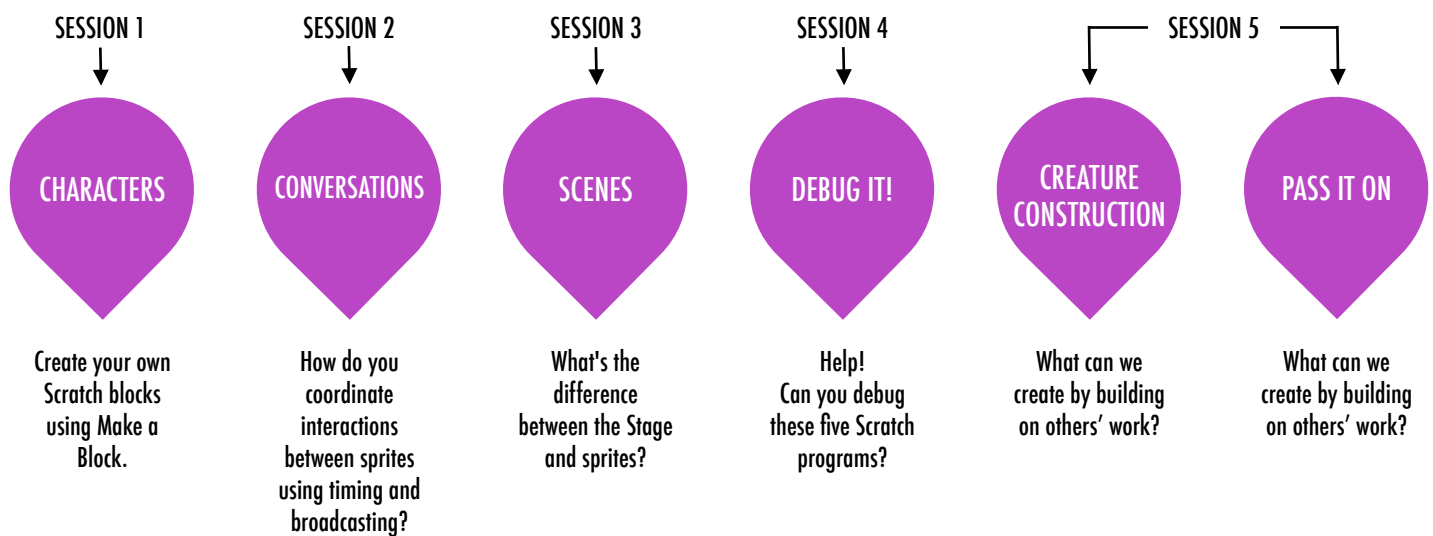 SESSION 1
SESSION 2
SESSION 3
SESSION 4
SESSION 5
CHARACTERS
CONVERSATIONS
SCENES
DEBUG IT!
CREATURE
CONSTRUCTION
PASS IT ON
Create your own
Scratch blocks
using Make a
Block.
How do you
coordinate
interactions
between sprites
using timing and
broadcasting?
What's the
difference
between the Stage
and sprites?
Help!
Can you debug
these five Scratch
programs?
What can we
create by building
on others’ work?
What can we
create by building
on others’ work?